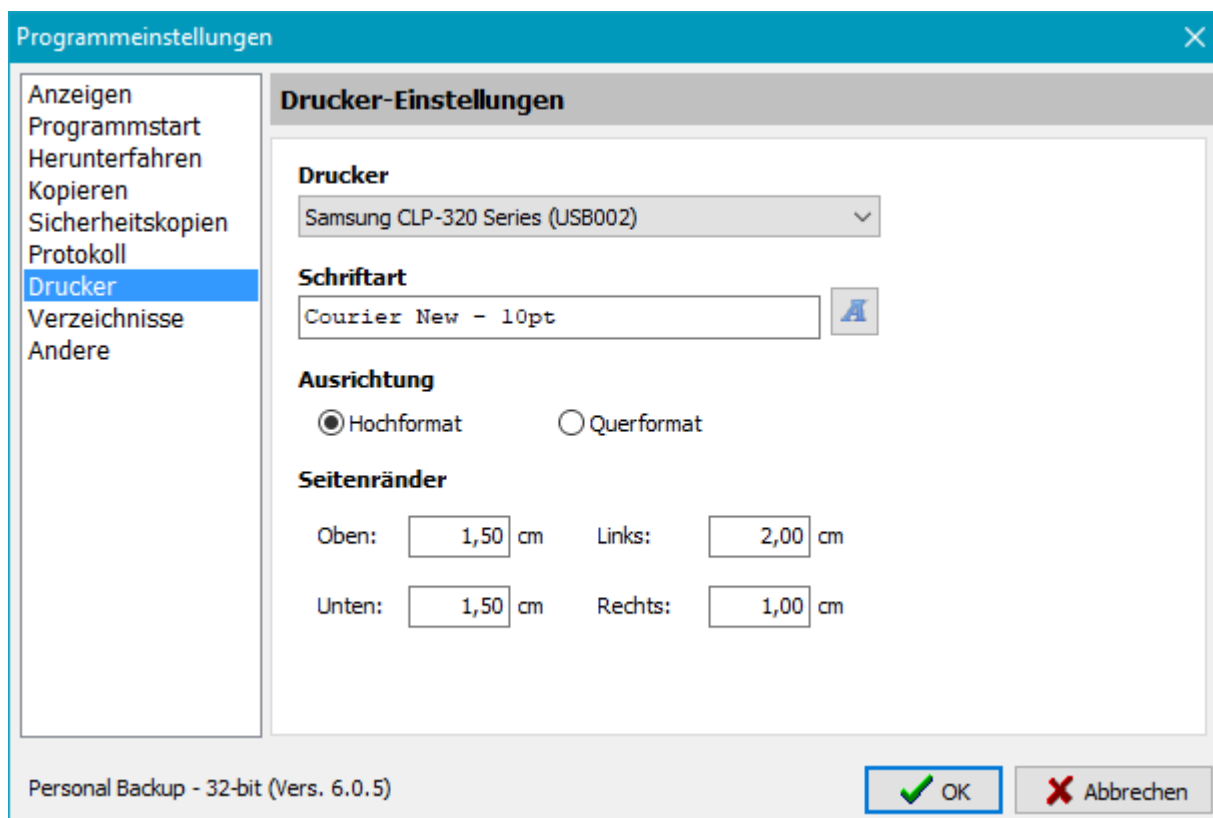 Programmeinstellungen
Anzeigen
Programmstart
Herunterfahren
Kopieren
Sicherheitskopien
Protokoll
Drucker
Verzeichnisse
Andere
Drucker-Einstellungen
Drucker
Samsung CLP-320 Series (USB002)
Schriftart
Courier New - 10pt
A
Ausrichtung
Hochformat Querformat
Seitenränder
Oben: 1,50 cm Links: 2,00 cm
Unten: 1,50 cm Rechts: 1,00 cm
Personal Backup - 32-bit (Vers. 6.0.5)
OK Abbrechen